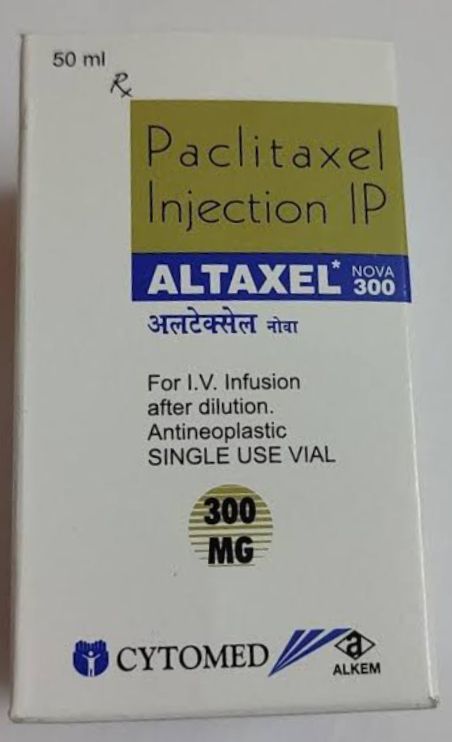 50 ml
Rx
Paclitaxel
Injection IP
ALTAXEL* NOVA 300
अलटेक्सेल नोवा
For I.V. Infusion
after dilution.
Antineoplastic
SINGLE USE VIAL
300
MG
CYTOMED
a
ALKEM